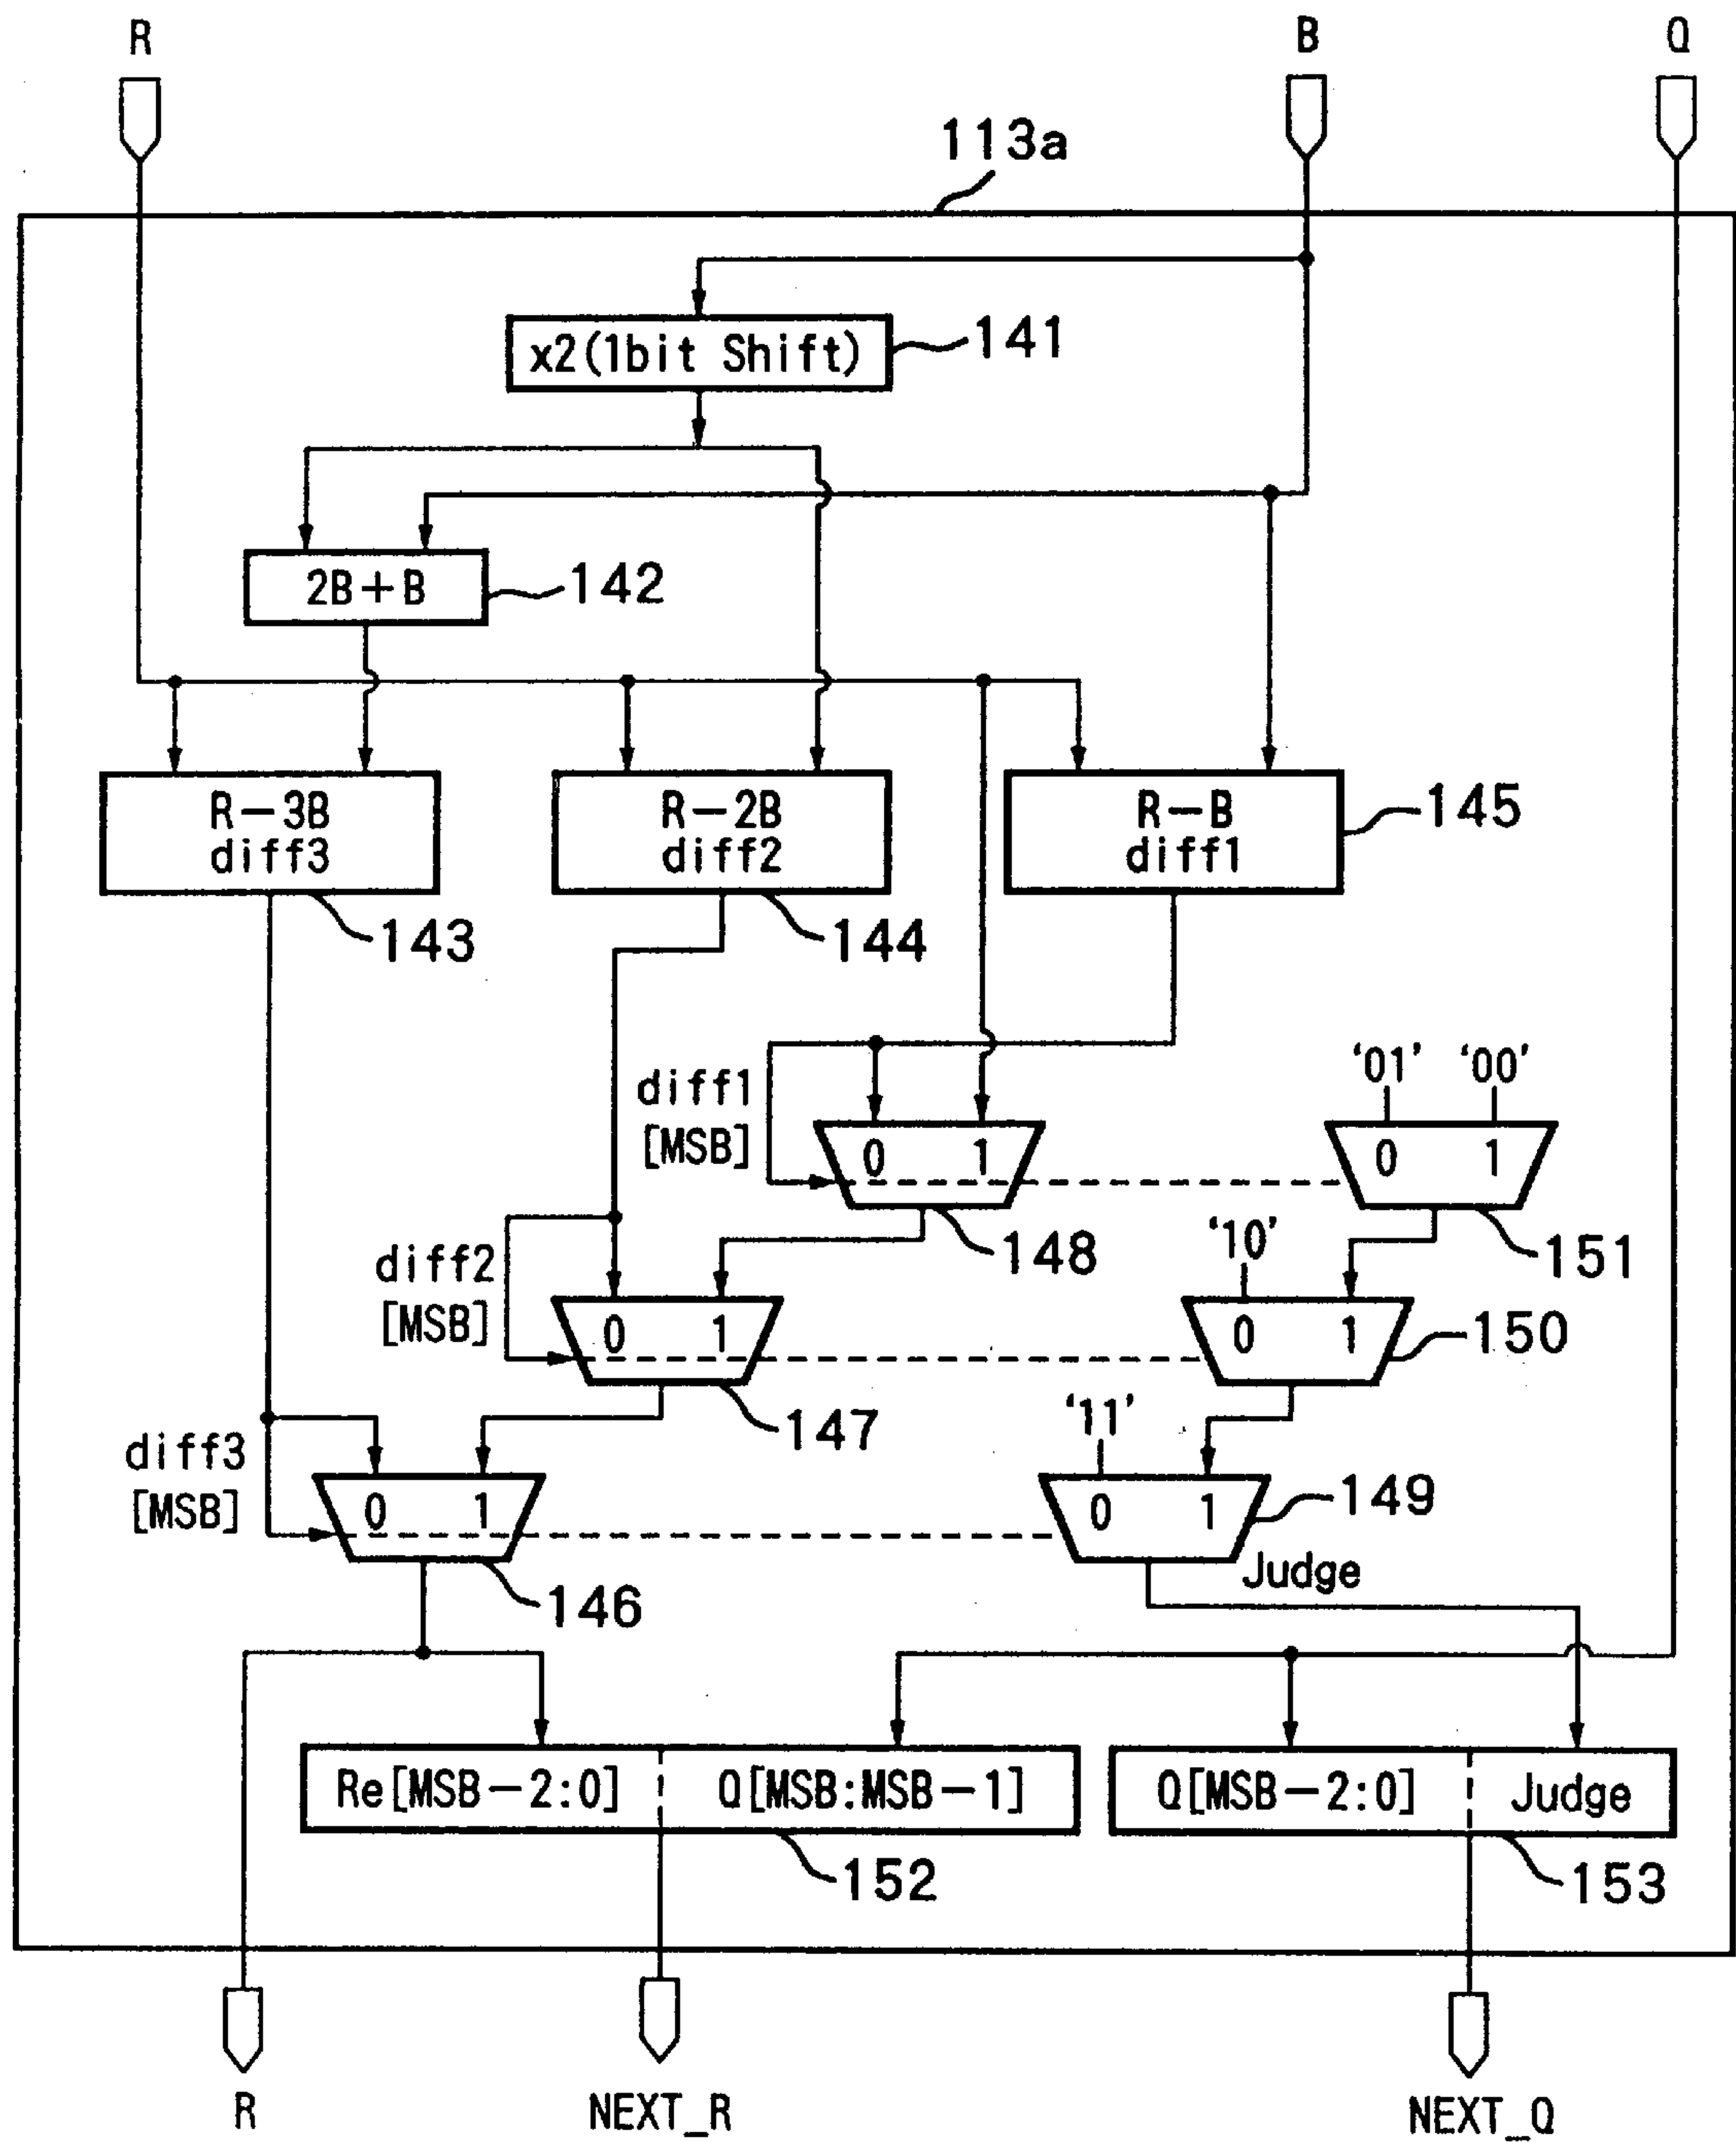 R
B
Q
113a
x2(1bit Shift)
141
2B+B
142
R-3B
diff3
R-2B
diff2
R-B
diff1
145
143
144
'01'
'00'
diff1
[MSB]
0
1
0
1
148
151
'10'
diff2
[MSB]
0
1
0
1
150
147
'11'
diff3
[MSB]
0
1
0
1
149
Judge
146
Re[MSB-2:0]
Q[MSB:MSB-1]
Q[MSB-2:0]
Judge
152
153
R
NEXT_R
NEXT_Q